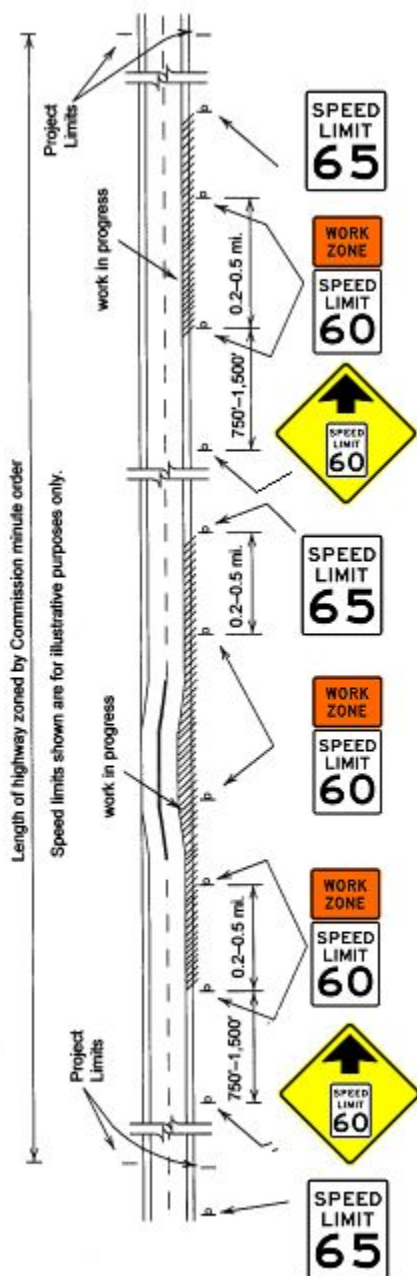 Project
Limits
SPEED
LIMIT
65
work in progress
0.2–0.5 mi.
WORK
ZONE
SPEED
LIMIT
60
750'–1,500'
SPEED
LIMIT
60
Length of highway zoned by Commission minute order
Speed limits shown are for illustrative purposes only.
0.2–0.5 mi.
SPEED
LIMIT
65
work in progress
WORK
ZONE
SPEED
LIMIT
60
WORK
ZONE
SPEED
LIMIT
60
0.2–0.5 mi.
750'–1,500'
SPEED
LIMIT
60
Project
Limits
SPEED
LIMIT
65